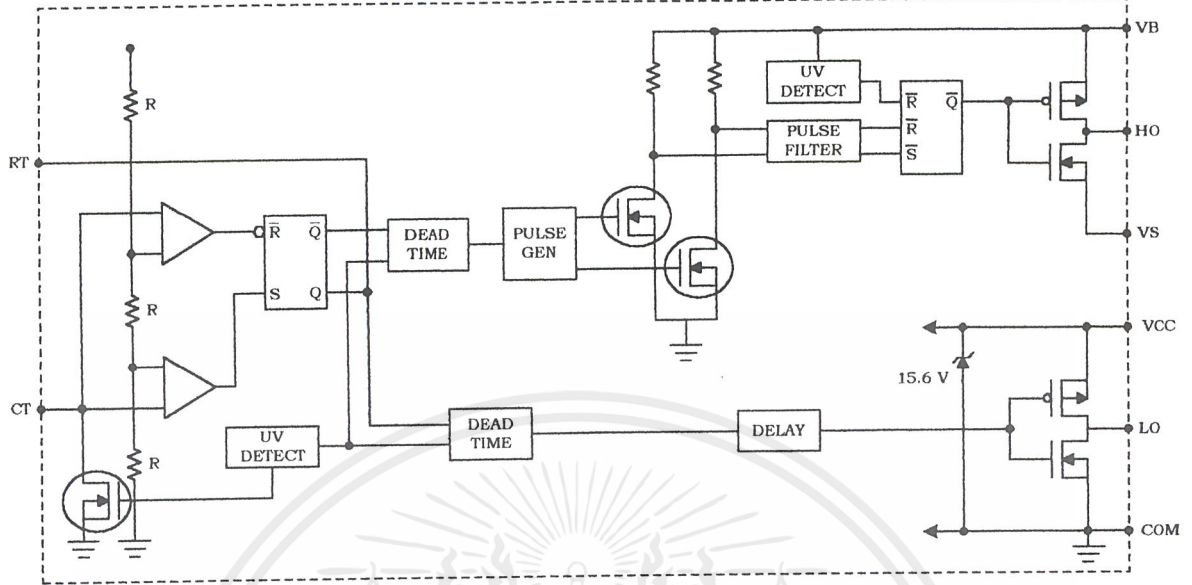 VB
UV
DETECT
R
R̅ Q̅
R̅
S̅
PULSE
FILTER
HO
RT
R̅ Q̅
S Q
DEAD
TIME
PULSE
GEN
VS
R
VCC
15.6 V
CT
R
UV
DETECT
DEAD
TIME
DELAY
LO
COM